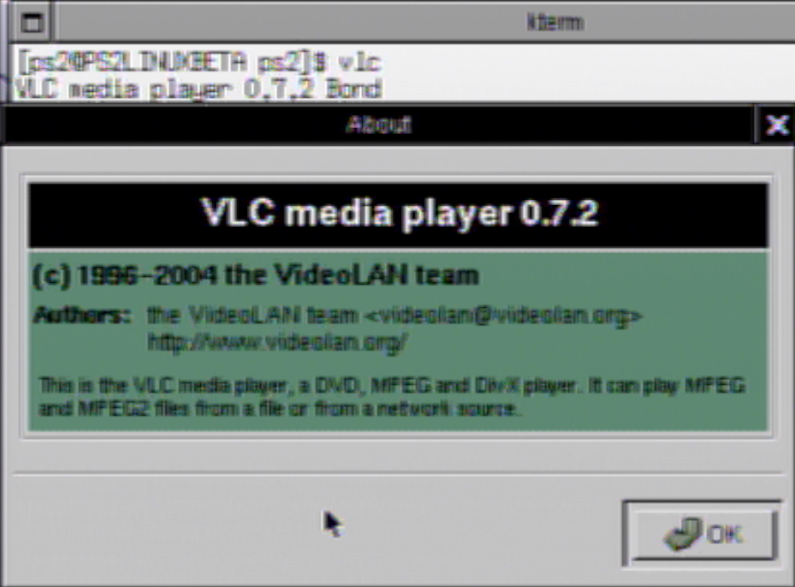 kterm
[ps2@PS2LINUXBETA ps2]$ vlc
VLC media player 0.7.2 Bond
About
VLC media player 0.7.2
(c) 1996-2004 the VideoLAN team
Authors: the VideoLAN team <videolan@videolan.org>
http://www.videolan.org/
This is the VLC media player, a DVD, MPEG and DivX player. It can play MPEG
and MPEG2 files from a file or from a network source.
OK